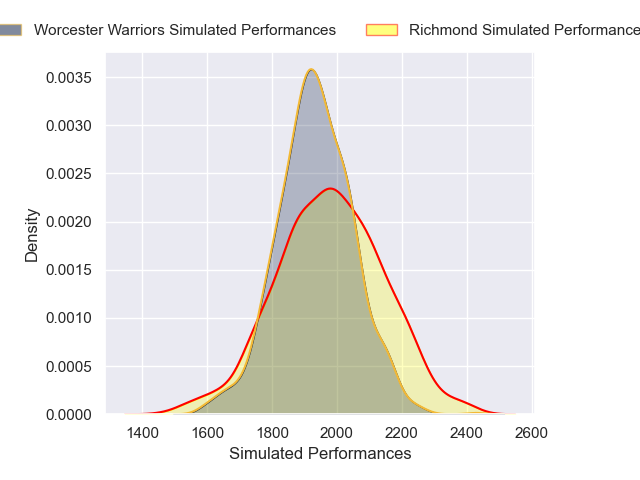 Worcester Warriors Simulated Performances Richmond Simulated Performance
0.0035
0.0030
0.0025
0.0020
0.0015
0.0010
0.0005
0.0000
Density
1400 1600 1800 2000 2200 2400 2600
Simulated Performances